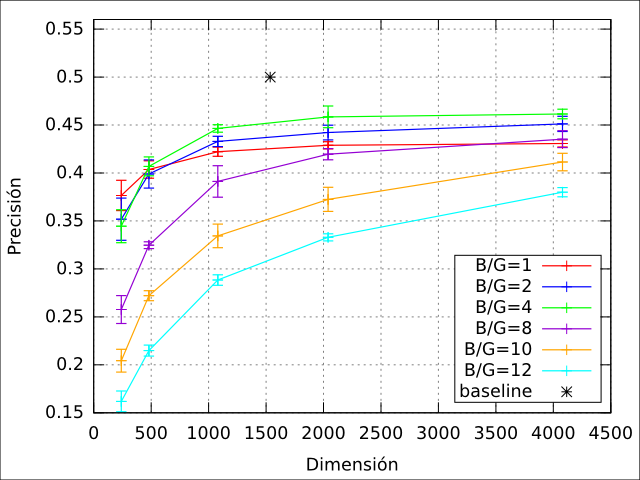 0.55
0.5
0.45
0.4
0.35
0.3
0.25
0.2
0.15
Precisión
B/G=1
B/G=2
B/G=4
B/G=8
B/G=10
B/G=12
baseline
0 500 1000 1500 2000 2500 3000 3500 4000 4500
Dimensión